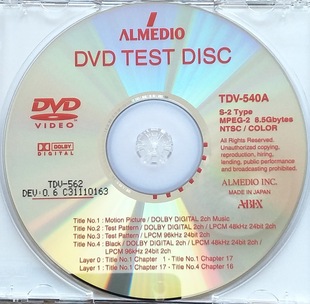 ALMEDIO
DVD TEST DISC
DVD
VIDEO
DOLBY
DIGITAL
TDV-540A
S-2 Type
MPEG-2 8.5Gbytes
NTSC / COLOR
All Rights Reserved.
Unauthorized copying,
reproduction, hiring,
lending, public performance
and broadcasting prohibited.
ALMEDIO INC.
MADE IN JAPAN
ABEX
TDV-562
DEV:0.6 C31110163
Title No.1 : Motion Picture / DOLBY DIGITAL 2ch Music
Title No.2 : Test Pattern / DOLBY DIGITAL 2ch / LPCM 48kHz 24bit 2ch
Title No.3 : Test Pattern / LPCM 96kHz 24bit 2ch
Title No.4 : Black / DOLBY DIGITAL 2ch / LPCM 48kHz 24bit 2ch /
LPCM 96kHz 24bit 2ch
Layer 0 : Title No.1 Chapter 1 - Title No.1 Chapter 17
Layer 1 : Title No.1 Chapter 17 - Title No.4 Chapter 16